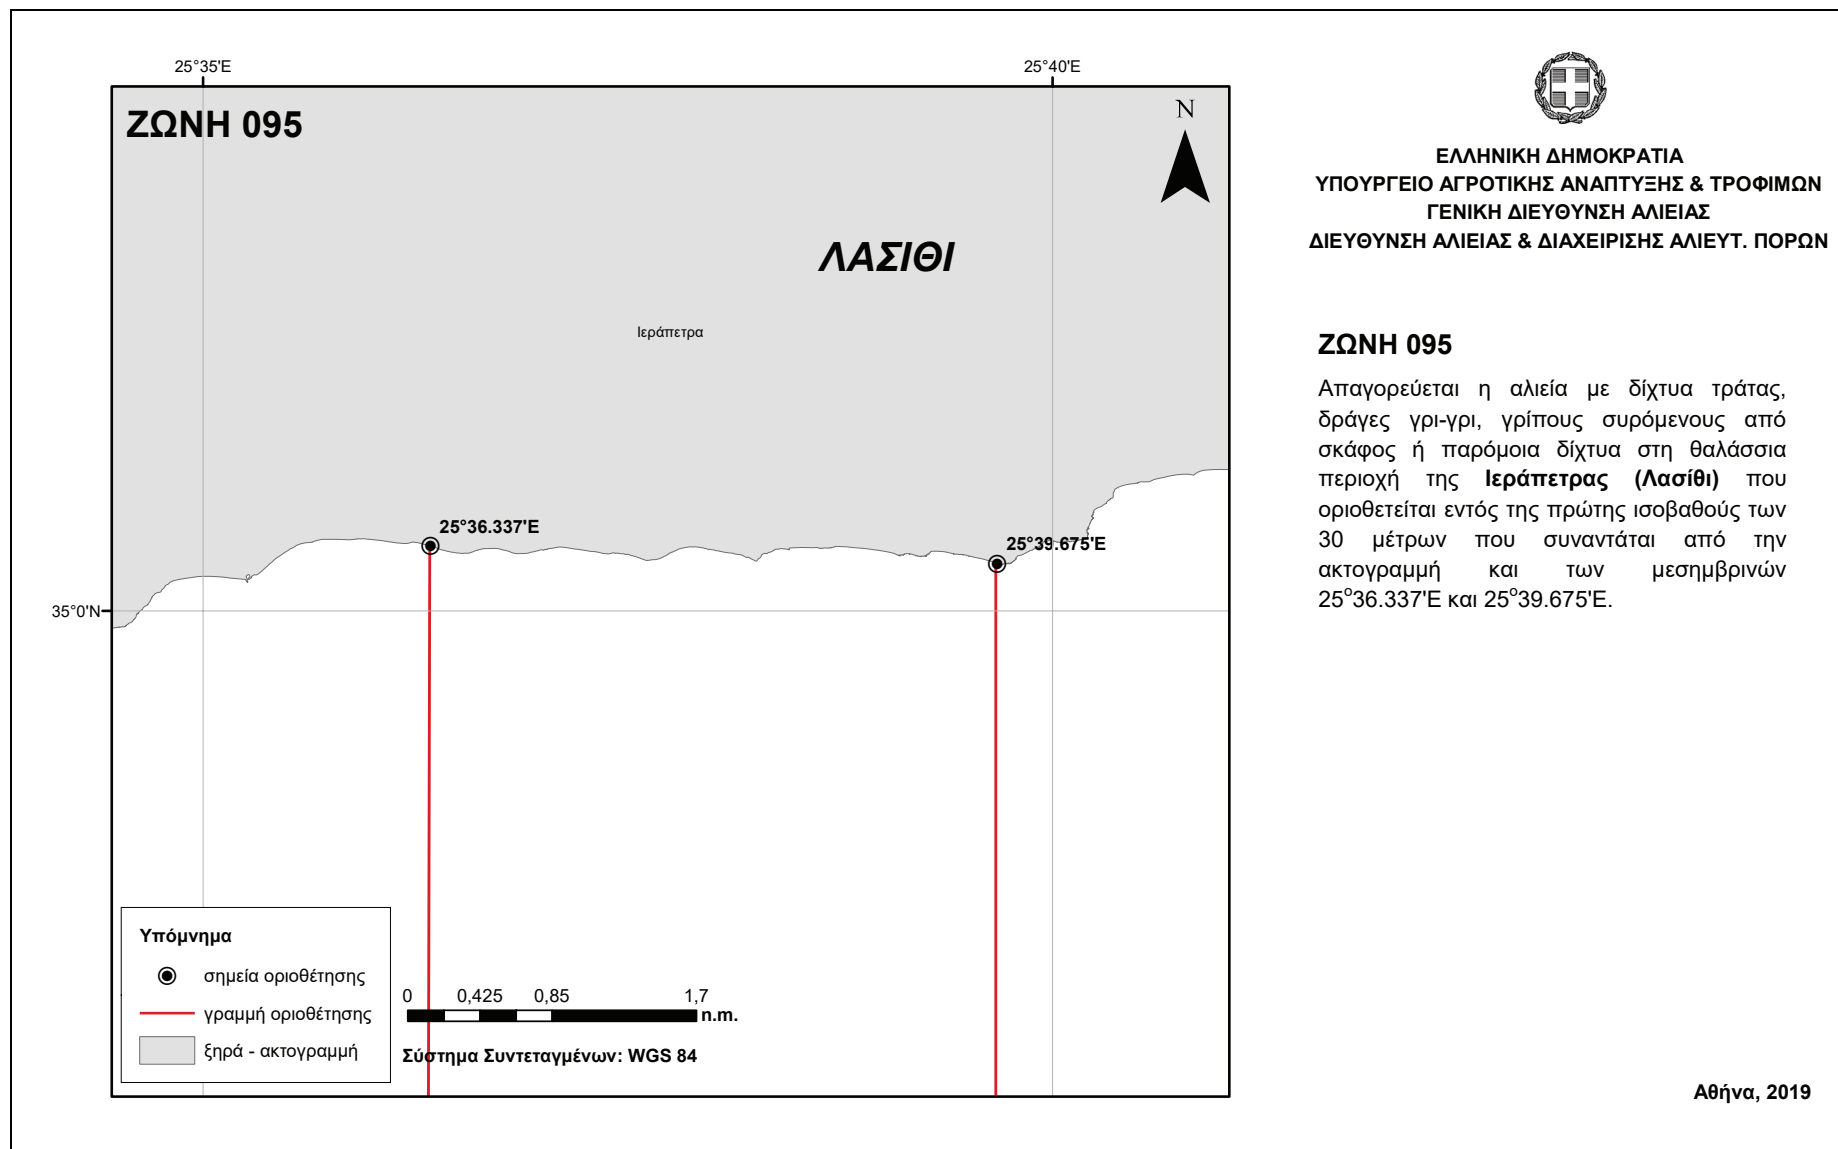 25°35'E
25°40'E
ΖΩΝΗ 095
N
ΛΑΣΙΘΙ
Ιεράπετρα
25°36.337'E
25°39.675'E
35°0'N
Υπόμνημα
σημεία οριοθέτησης
γραμμή οριοθέτησης
ξηρά - ακτογραμμή
0 0,425 0,85 1,7
n.m.
Σύστημα Συντεταγμένων: WGS 84
ΕΛΛΗΝΙΚΗ ΔΗΜΟΚΡΑΤΙΑ
ΥΠΟΥΡΓΕΙΟ ΑΓΡΟΤΙΚΗΣ ΑΝΑΠΤΥΞΗΣ & ΤΡΟΦΙΜΩΝ
ΓΕΝΙΚΗ ΔΙΕΥΘΥΝΣΗ ΑΛΙΕΙΑΣ
ΔΙΕΥΘΥΝΣΗ ΑΛΙΕΙΑΣ & ΔΙΑΧΕΙΡΙΣΗΣ ΑΛΙΕΥΤ. ΠΟΡΩΝ
ΖΩΝΗ 095
Απαγορεύεται η αλιεία με δίχτυα τράτας,
δράγες γρι-γρι, γρίπους συρόμενους από
σκάφος ή παρόμοια δίχτυα στη θαλάσσια
περιοχή της Ιεράπετρας (Λασίθι) που
οριοθετείται εντός της πρώτης ισοβαθούς των
30 μέτρων που συναντάται από την
ακτογραμμή και των μεσημβρινών
25°36.337'E και 25°39.675'E.
Αθήνα, 2019